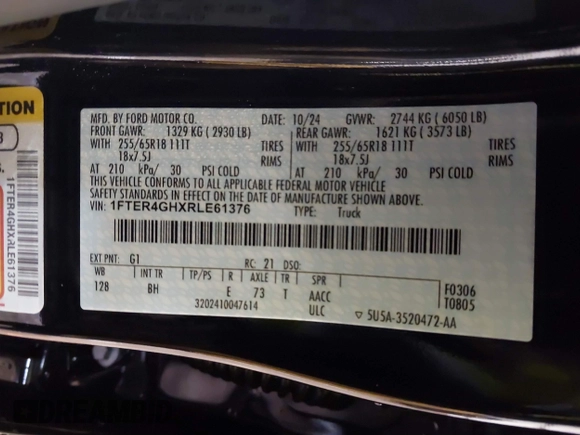 MFD. BY FORD MOTOR CO. DATE: 10/24 GVWR: 2744 KG ( 6050 LB)
FRONT GAWR: 1329 KG ( 2930 LB) REAR GAWR: 1621 KG ( 3573 LB)
WITH 255/65R18 111T TIRES WITH 255/65R18 111T TIRES
18x7.5J RIMS 18x7.5J RIMS
AT 210 kPa/ 30 PSI COLD AT 210 kPa/ 30 PSI COLD
THIS VEHICLE CONFORMS TO ALL APPLICABLE FEDERAL MOTOR VEHICLE
SAFETY STANDARDS IN EFFECT ON THE DATE OF MANUFACTURE SHOWN ABOVE.
VIN: 1FTER4GHXRLE61376 TYPE: Truck
EXT PNT: G1 RC: 21 DSO:
WB INT TR TP/PS R AXLE TR SPR F0306
128 BH E 73 T AACC T0805
3202410047614 ULC ▽ 5U5A-3520472-AA
1FTER4GHXRLE61376
DREAMBID